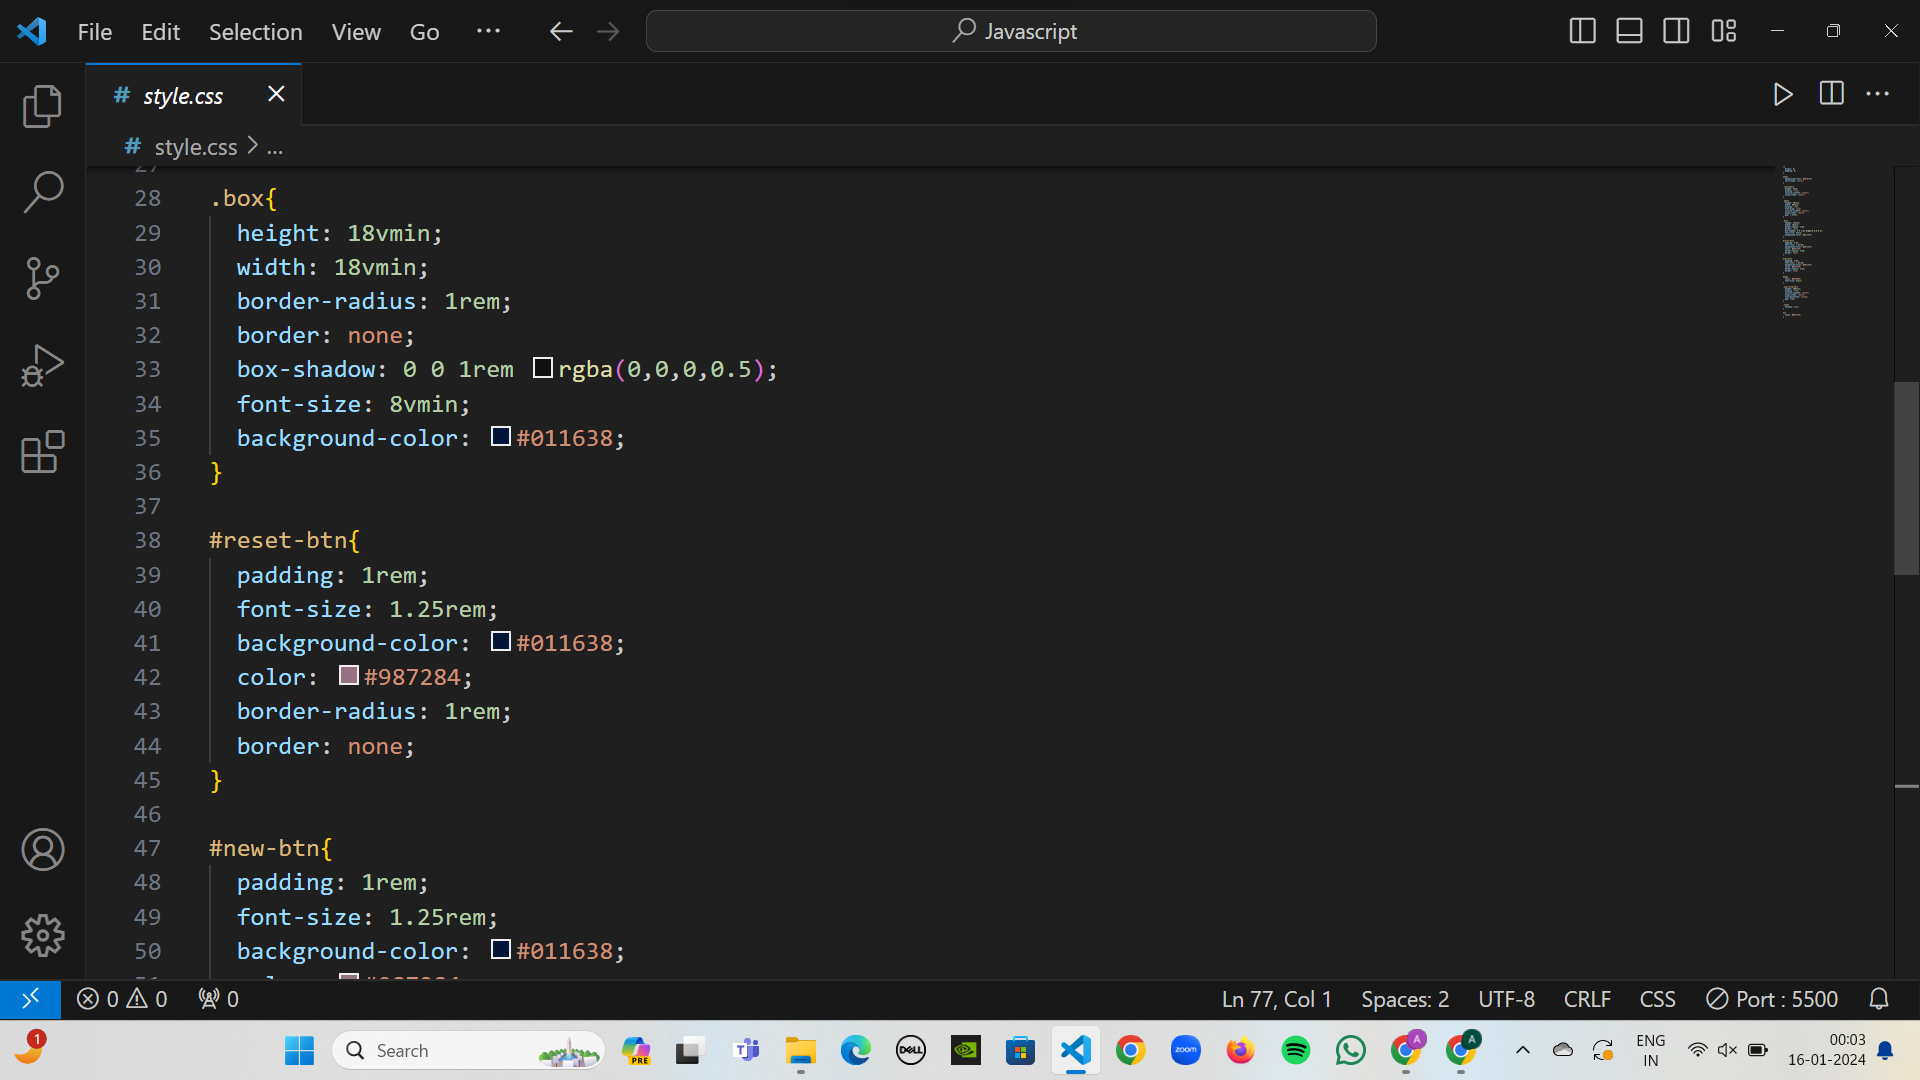 File Edit Selection View Go ... Javascript
# style.css
# style.css > ...
27
28 .box{
29 height: 18vmin;
30 width: 18vmin;
31 border-radius: 1rem;
32 border: none;
33 box-shadow: 0 0 1rem rgba(0,0,0,0.5);
34 font-size: 8vmin;
35 background-color: #011638;
36 }
37
38 #reset-btn{
39 padding: 1rem;
40 font-size: 1.25rem;
41 background-color: #011638;
42 color: #987284;
43 border-radius: 1rem;
44 border: none;
45 }
46
47 #new-btn{
48 padding: 1rem;
49 font-size: 1.25rem;
50 background-color: #011638;
0 0 0 Ln 77, Col 1 Spaces: 2 UTF-8 CRLF CSS Port : 5500
1 Search PRE DELL zoom A A ENG 00:03
IN 16-01-2024